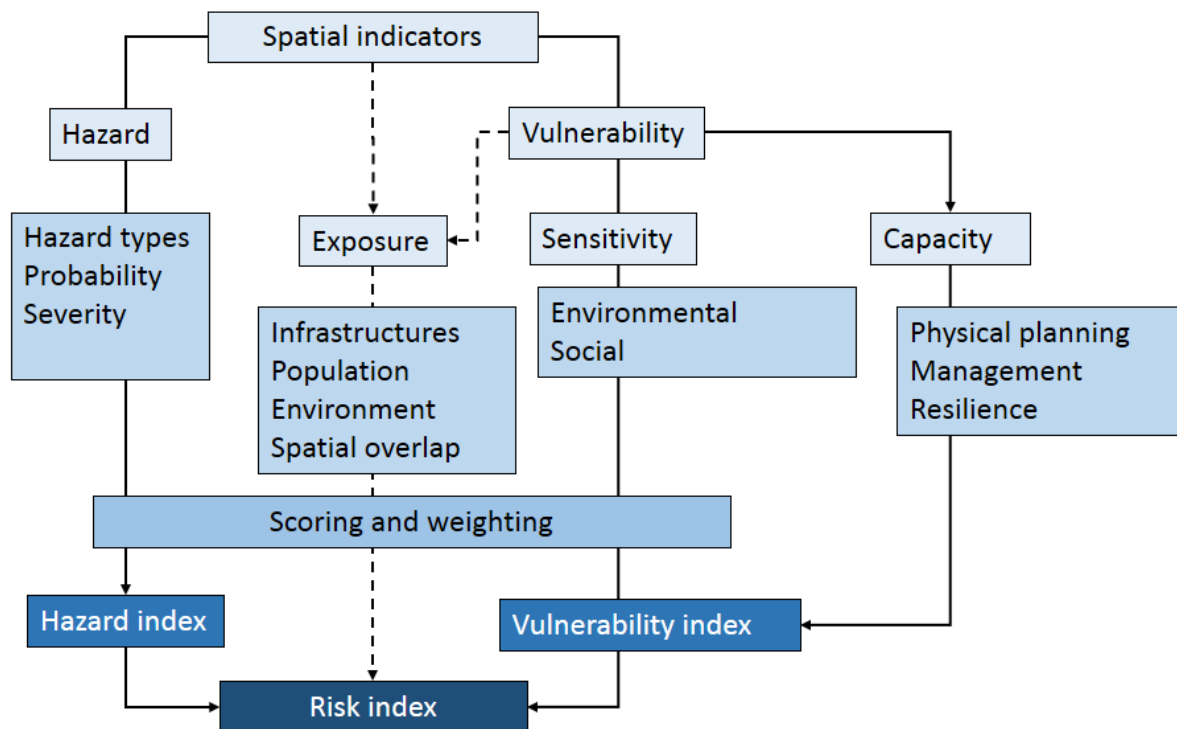 Spatial indicators
Hazard
Vulnerability
Hazard types
Probability
Severity
Exposure
Sensitivity
Capacity
Infrastructures
Population
Environment
Spatial overlap
Environmental
Social
Physical planning
Management
Resilience
Scoring and weighting
Hazard index
Vulnerability index
Risk index